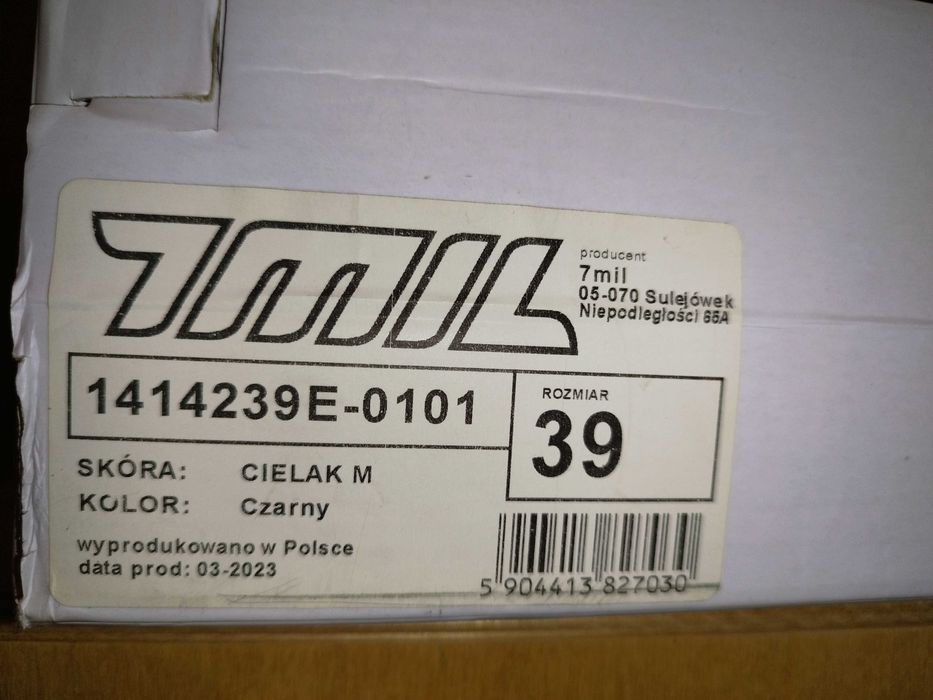 7MIL
producent
7mil
05-070 Sulejówek
Niepodległości 65A
1414239E-0101
ROZMIAR
39
SKÓRA: CIELAK M
KOLOR: Czarny
wyprodukowano w Polsce
data prod: 03-2023
5 904413 827030